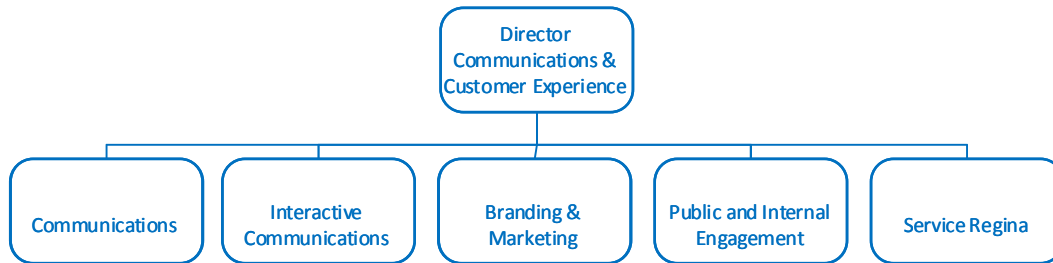 Director
Communications &
Customer Experience
Communications
Interactive
Communications
Branding &
Marketing
Public and Internal
Engagement
Service Regina